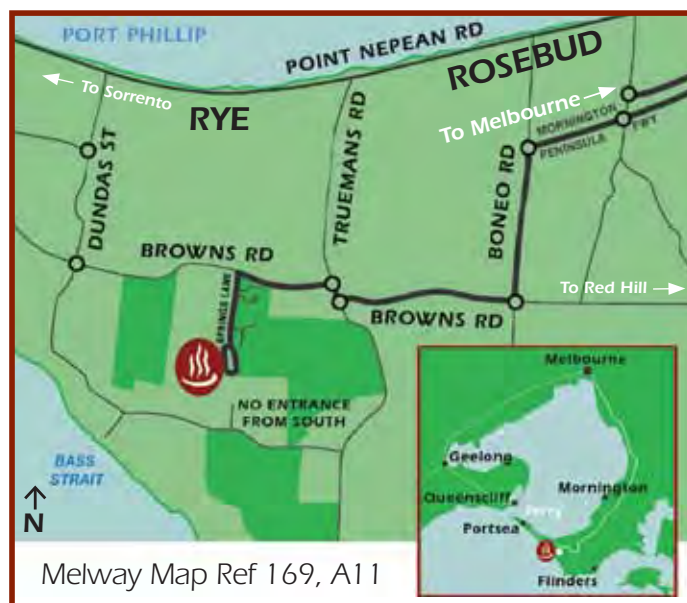 PORT PHILLIP
POINT NEPEAN RD
ROSEBUD
To Sorrento
RYE
To Melbourne
MORNINGTON
PENINSULA
FWY
DUNDAS ST
TRUEMANS RD
BONEO RD
BROWNS RD
SPRINGS LANE
BROWNS RD
To Red Hill
NO ENTRANCE
FROM SOUTH
BASS
STRAIT
N
Melbourne
Geelong
Queenscliff
Mornington
Ferry
Portsea
Flinders
Melway Map Ref 169, A11